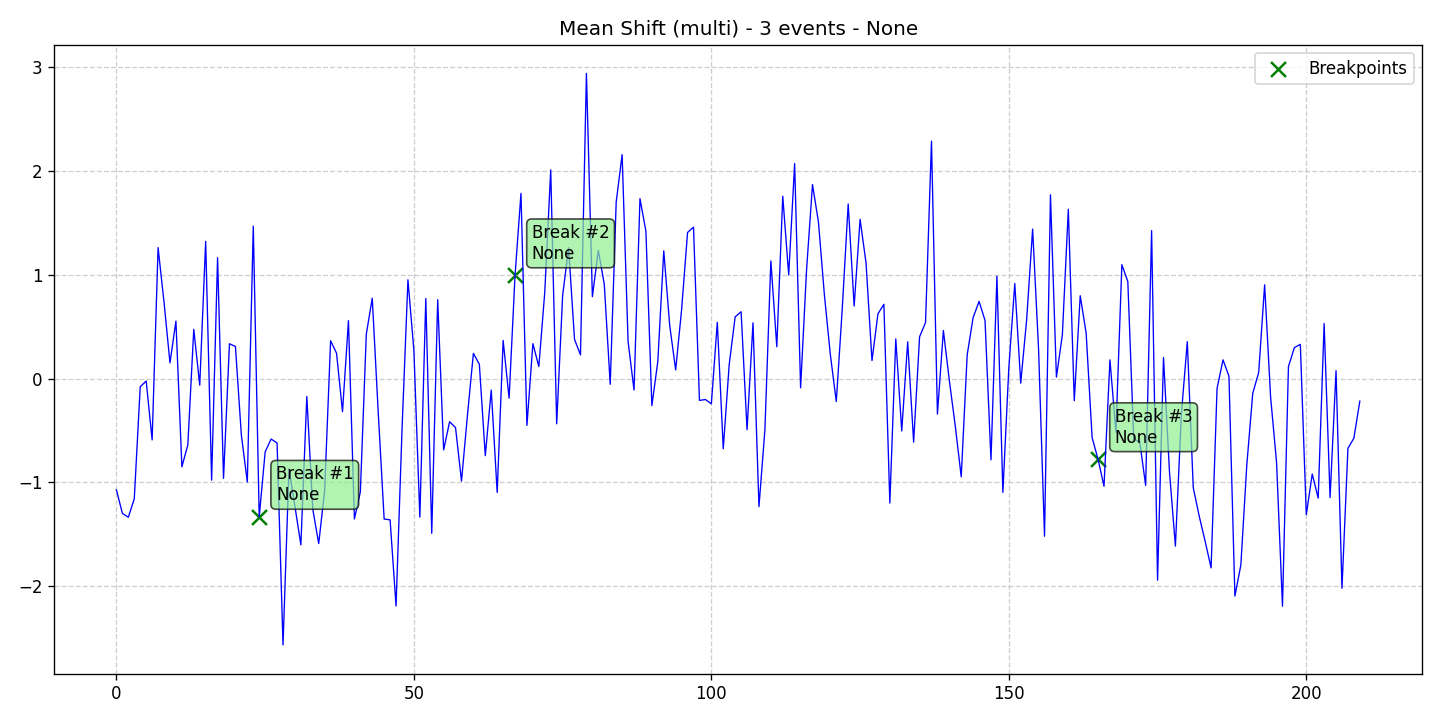 Mean Shift (multi) - 3 events - None
Breakpoints
3
2
1
0
−1
−2
Break #1
None
Break #2
None
Break #3
None
0
50
100
150
200